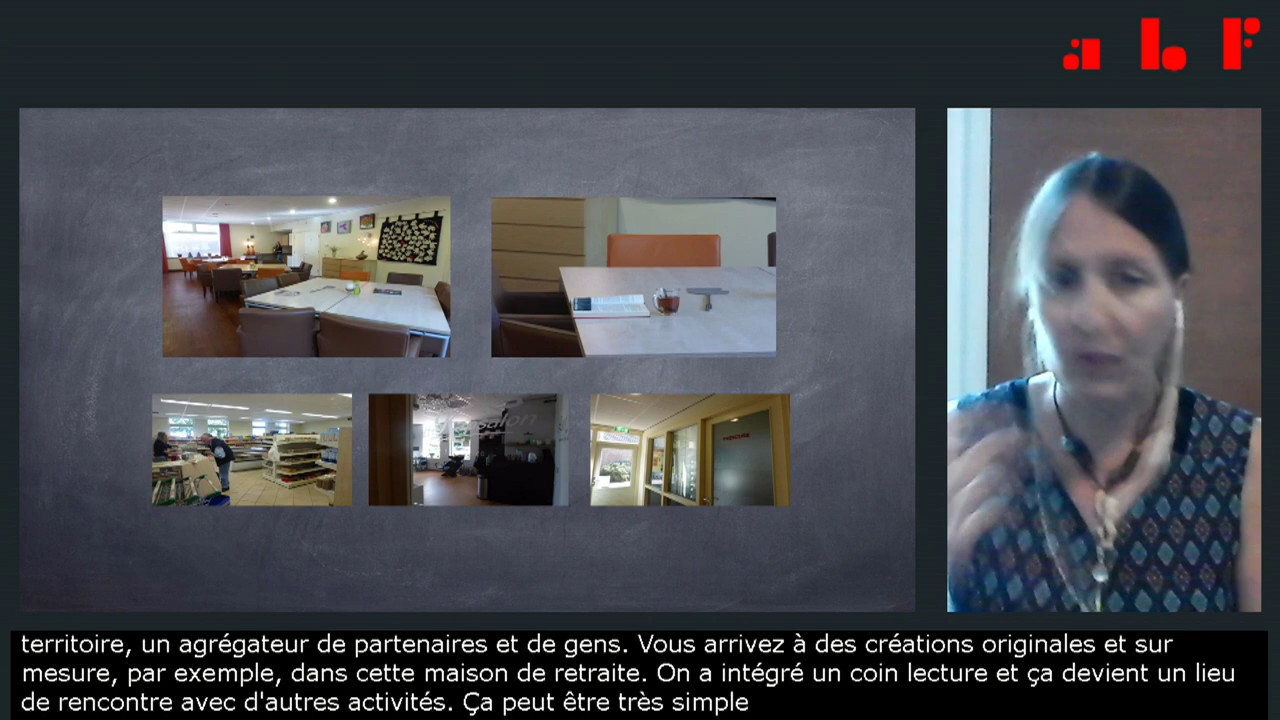 abF
territoire, un agrégateur de partenaires et de gens. Vous arrivez à des créations originales et sur
mesure, par exemple, dans cette maison de retraite. On a intégré un coin lecture et ça devient un lieu
de rencontre avec d'autres activités. Ça peut être très simple